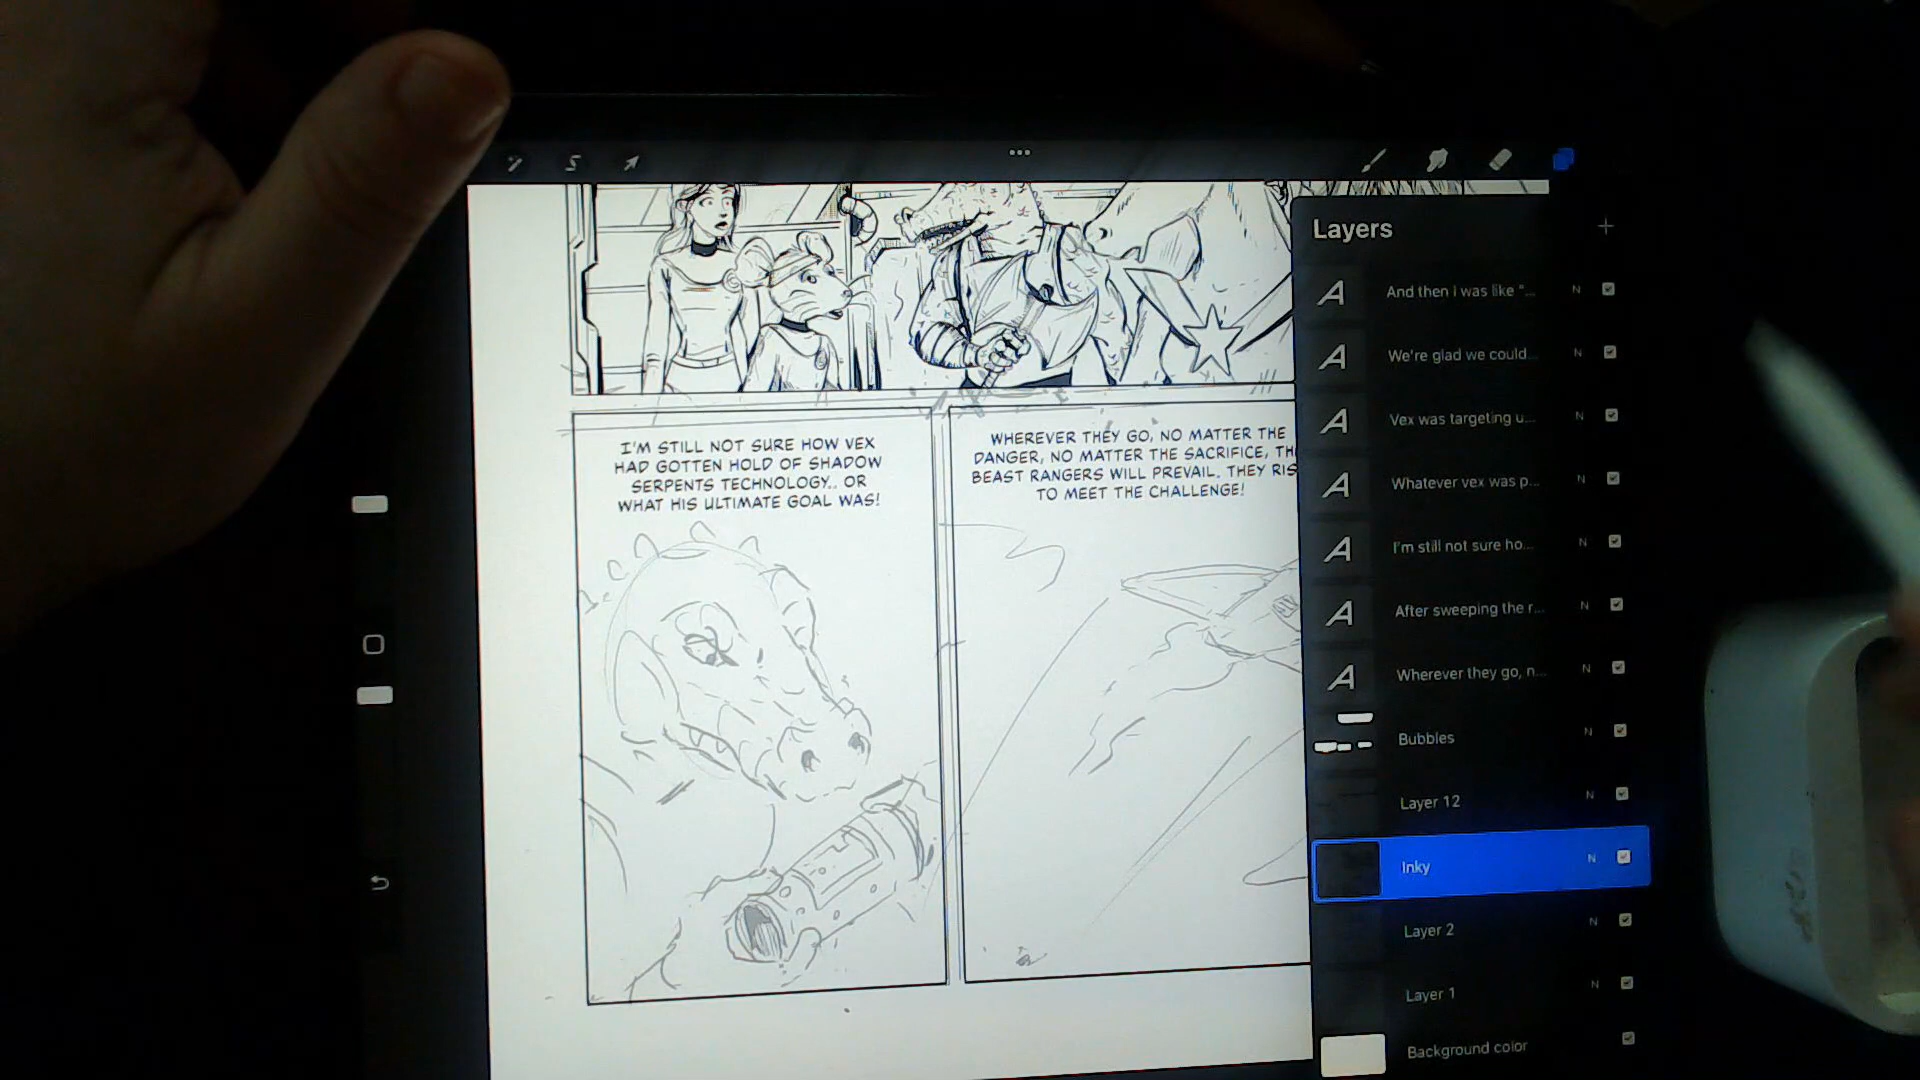 Layers
And then I was like "...
N
We're glad we could...
N
Vex was targeting u...
N
Whatever vex was p...
N
I'm still not sure ho...
N
After sweeping the r...
N
Wherever they go, n...
N
Bubbles
N
Layer 12
N
Inky
N
Layer 2
N
Layer 1
N
Background color
I'M STILL NOT SURE HOW VEX
HAD GOTTEN HOLD OF SHADOW
SERPENTS TECHNOLOGY.. OR
WHAT HIS ULTIMATE GOAL WAS!
WHEREVER THEY GO, NO MATTER THE
DANGER, NO MATTER THE SACRIFICE, TH
BEAST RANGERS WILL PREVAIL. THEY RIS
TO MEET THE CHALLENGE!